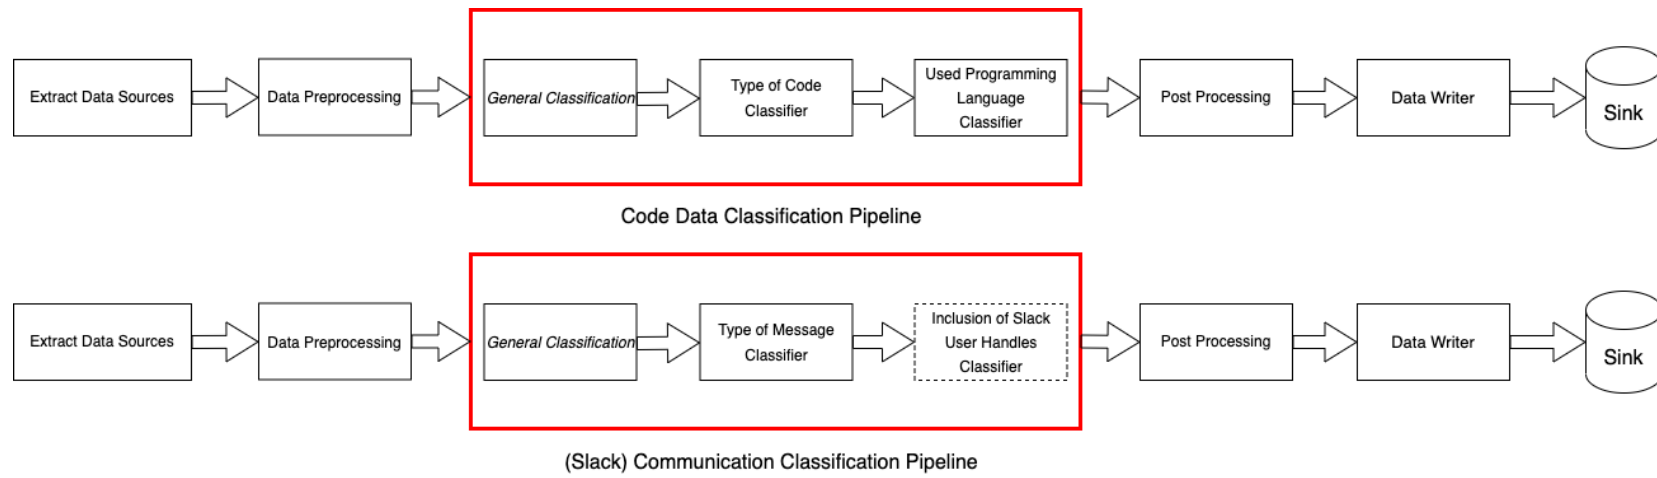 Extract Data Sources
Data Preprocessing
General Classification
Type of Code
Classifier
Used Programming
Language
Classifier
Post Processing
Data Writer
Sink
Code Data Classification Pipeline
Extract Data Sources
Data Preprocessing
General Classification
Type of Message
Classifier
Inclusion of Slack
User Handles
Classifier
Post Processing
Data Writer
Sink
(Slack) Communication Classification Pipeline